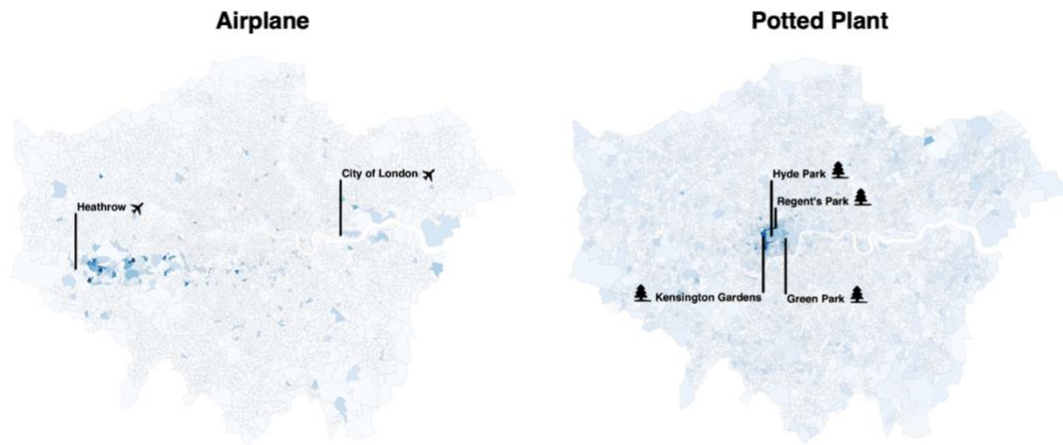 Airplane
Potted Plant
City of London
Heathrow
Hyde Park
Regent's Park
Kensington Gardens
Green Park